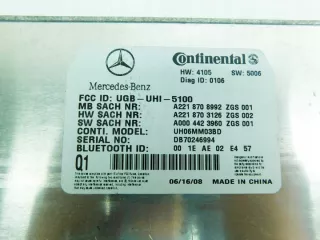 Continental
HW: 4105 SW: 5006
Diag ID: 0106
Mercedes-Benz
FCC ID: UGB-UHI-5100
MB SACH NR: A221 870 8992 ZGS 001
HW SACH NR: A221 870 3126 ZGS 002
SW SACH NR: A000 442 3960 ZGS 001
CONTI. MODEL: UH06MM03BD
SERIAL NO: DB70246994
BLUETOOTH ID: 00 1E AE 02 E4 57
Q1
06/16/08 MADE IN CHINA